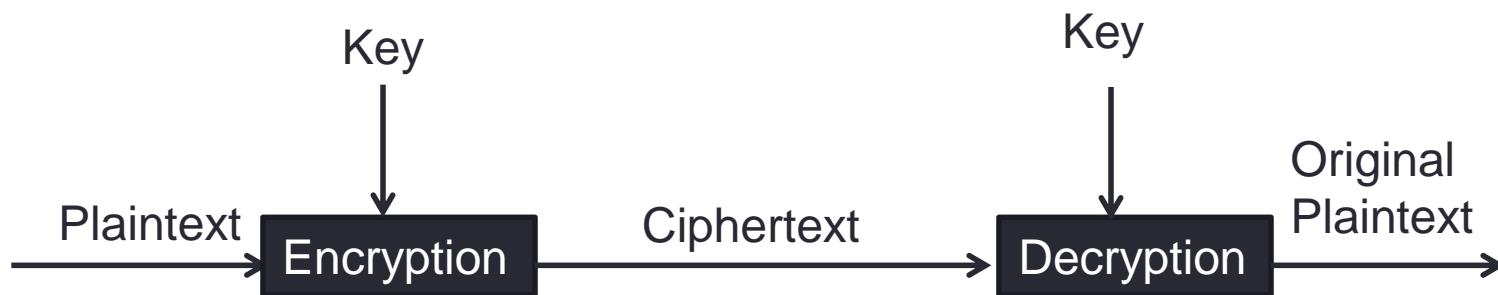 Key
Key
Plaintext
Encryption
Ciphertext
Decryption
Original
Plaintext